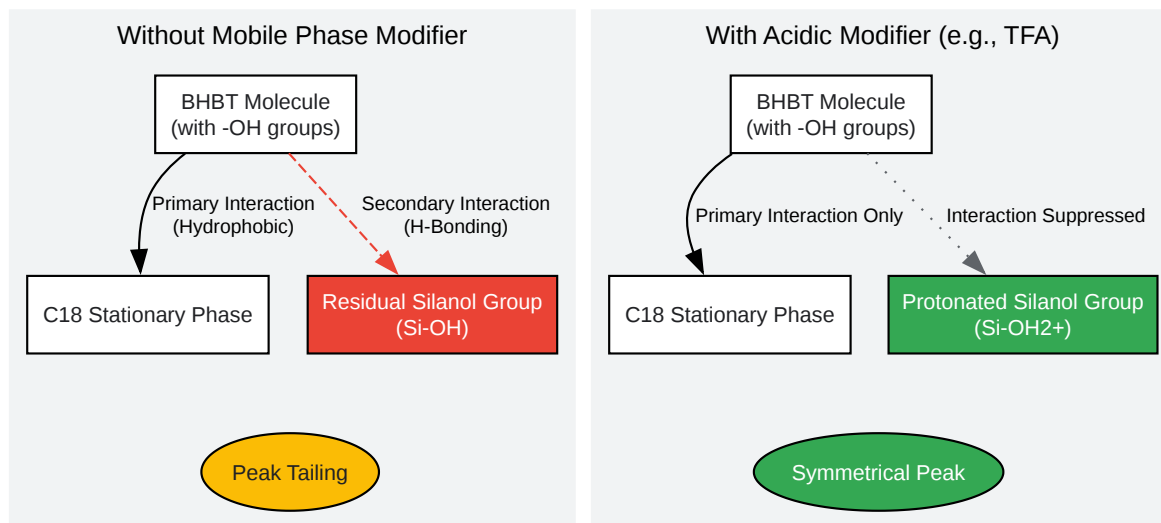 Without Mobile Phase Modifier
BHBT Molecule
(with -OH groups)
Primary Interaction
(Hydrophobic)
Secondary Interaction
(H-Bonding)
C18 Stationary Phase
Residual Silanol Group
(Si-OH)
Peak Tailing
With Acidic Modifier (e.g., TFA)
BHBT Molecule
(with -OH groups)
Primary Interaction Only
Interaction Suppressed
C18 Stationary Phase
Protonated Silanol Group
(Si-OH2+)
Symmetrical Peak